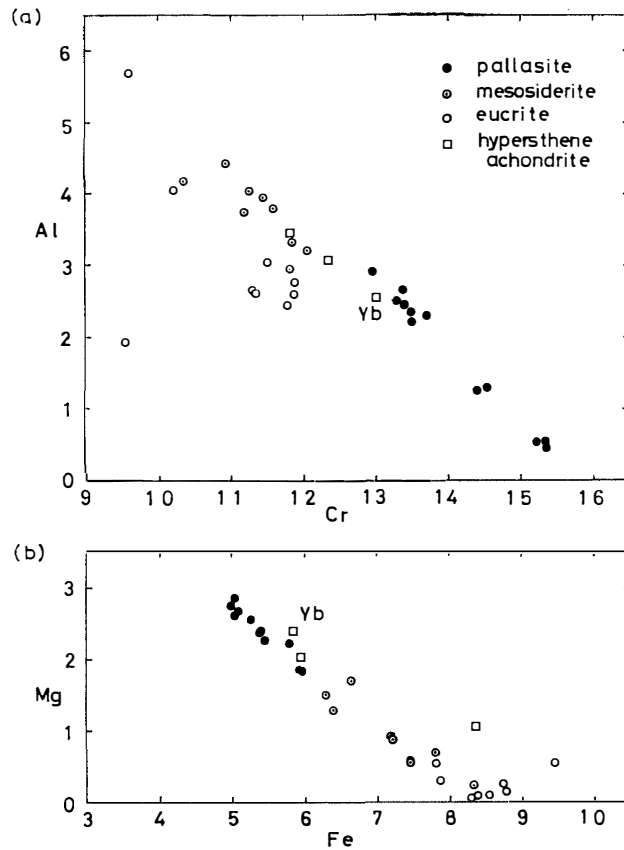 (a)
6
5
4
Al
3
2
1
0
9 10 11 12 13 14 15 16
Cr
pallasite
mesosiderite
eucrite
hypersthene
achondrite
Yb
(b)
3
2
Mg
1
0
3 4 5 6 7 8 9 10
Fe
Yb